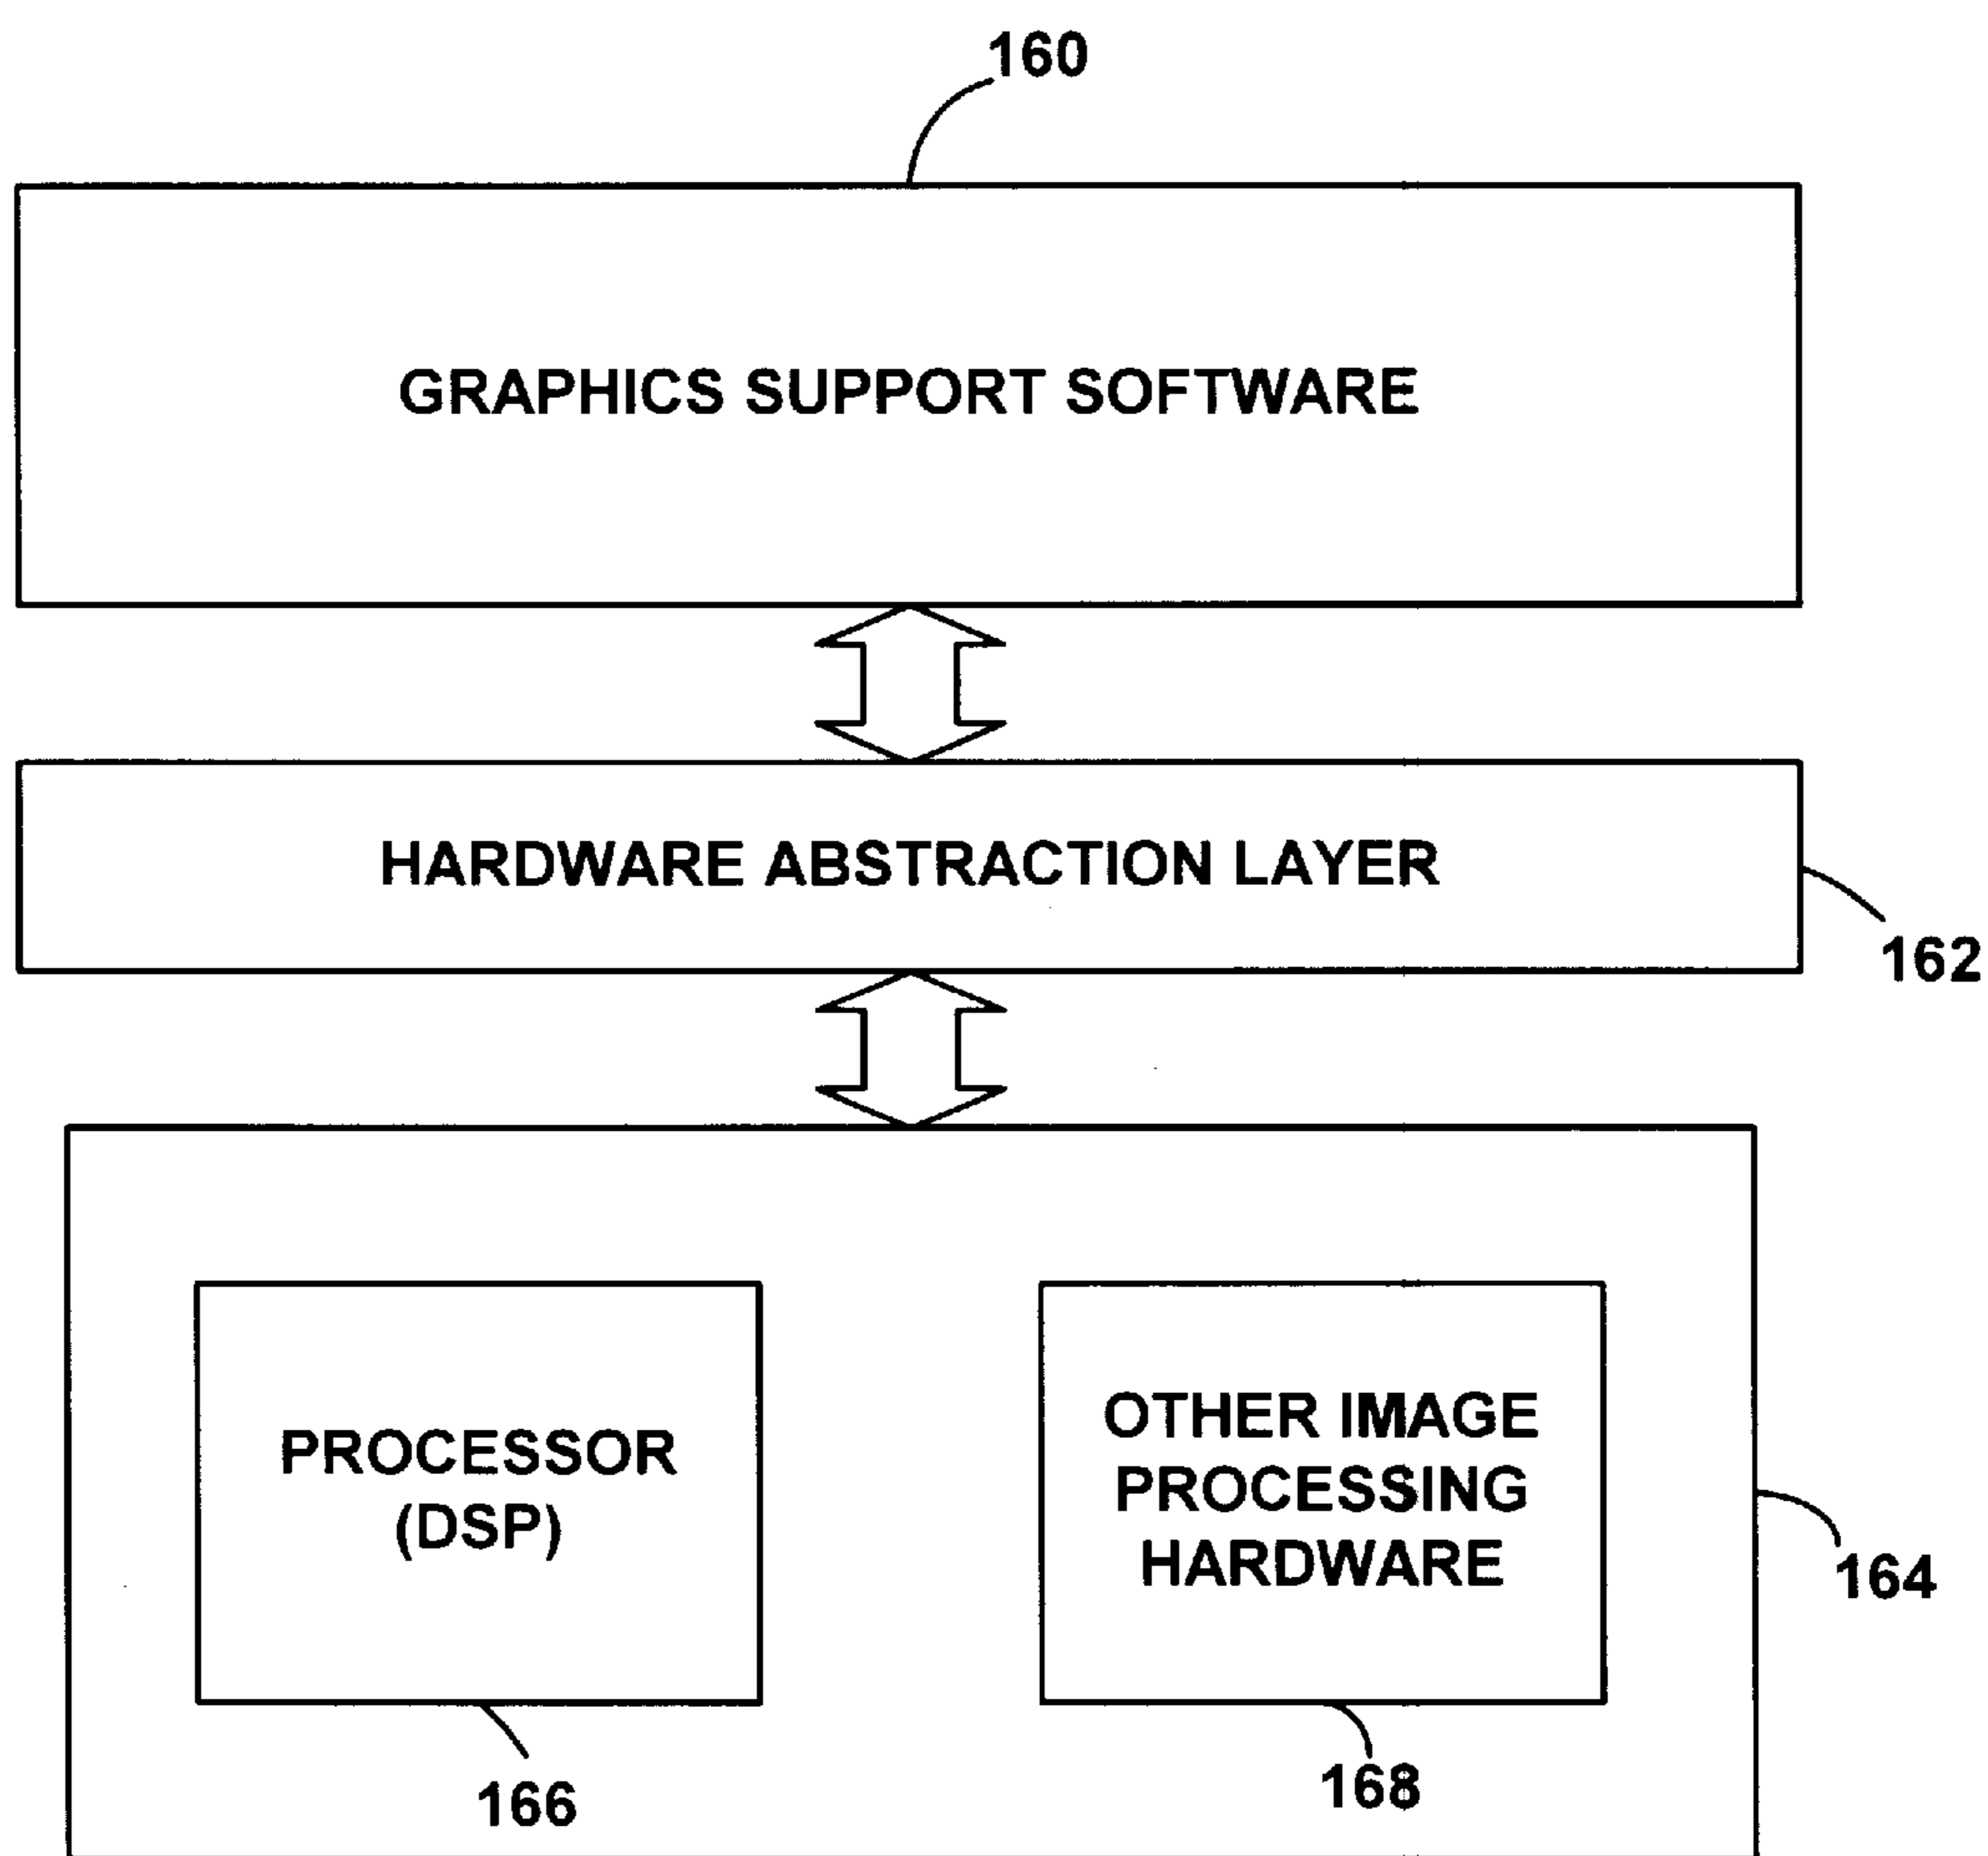 160
GRAPHICS SUPPORT SOFTWARE
HARDWARE ABSTRACTION LAYER
162
PROCESSOR
(DSP)
OTHER IMAGE
PROCESSING
HARDWARE
164
166
168